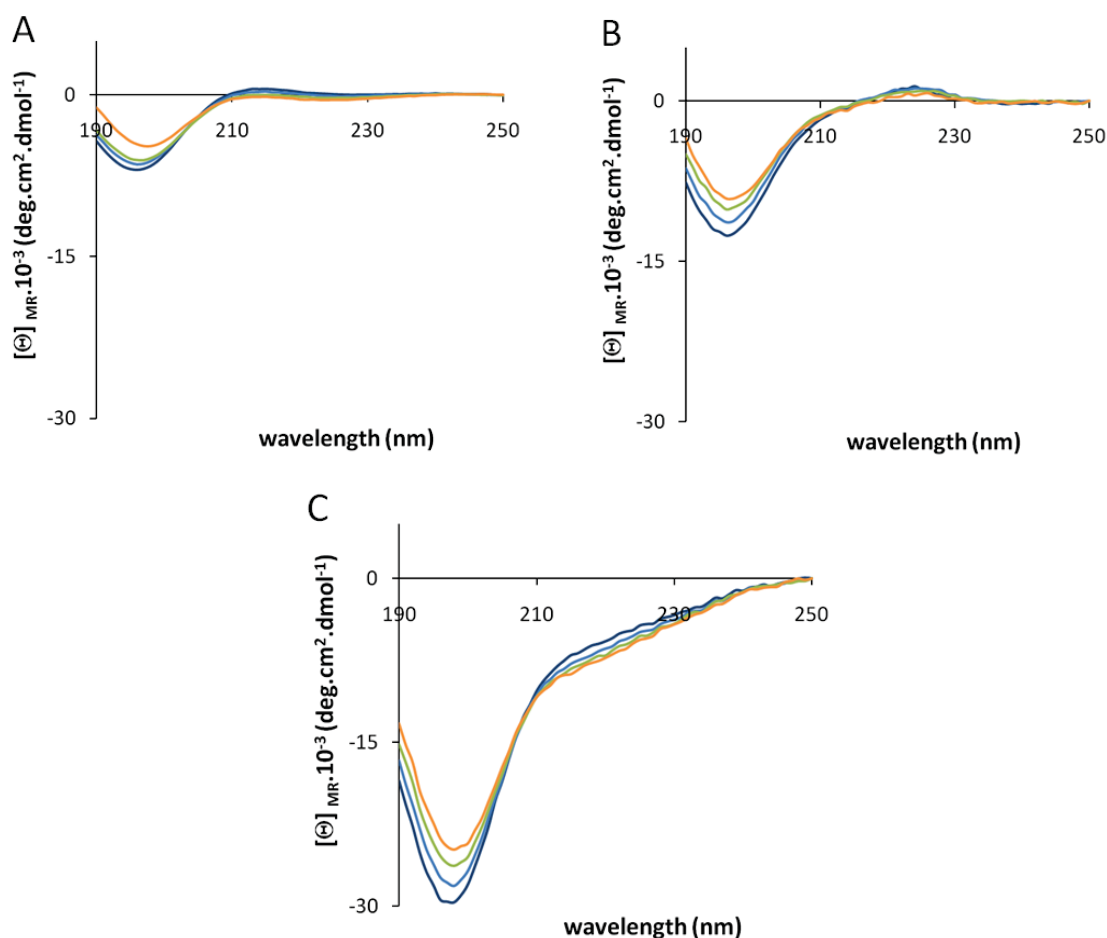 A
[Θ] MR.10⁻³ (deg.cm².dmol⁻¹)
0
190
210
230
250
-15
-30
wavelength (nm)
B
[Θ] MR.10⁻³ (deg.cm².dmol⁻¹)
0
190
210
230
250
-15
-30
wavelength (nm)
C
[Θ] MR.10⁻³ (deg.cm².dmol⁻¹)
0
190
210
230
250
-15
-30
wavelength (nm)